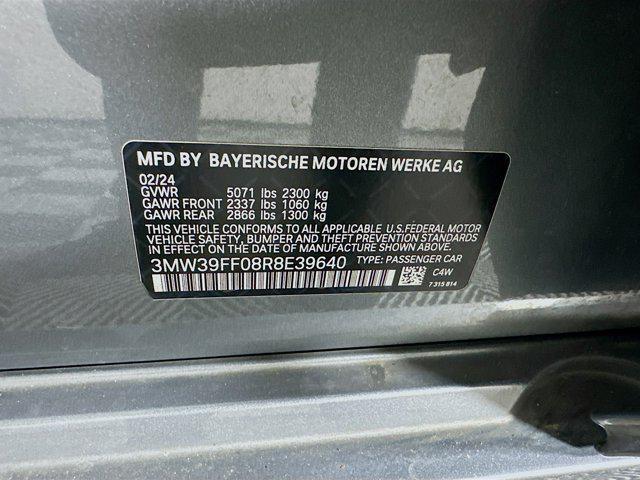 MFD BY BAYERISCHE MOTOREN WERKE AG
02/24
GVWR 5071 lbs 2300 kg
GAWR FRONT 2337 lbs 1060 kg
GAWR REAR 2866 lbs 1300 kg
THIS VEHICLE CONFORMS TO ALL APPLICABLE U.S.FEDERAL MOTOR
VEHICLE SAFETY, BUMPER AND THEFT PREVENTION STANDARDS
IN EFFECT ON THE DATE OF MANUFACTURE SHOWN ABOVE.
3MW39FF08R8E39640 TYPE: PASSENGER CAR
C4W
7 315 814